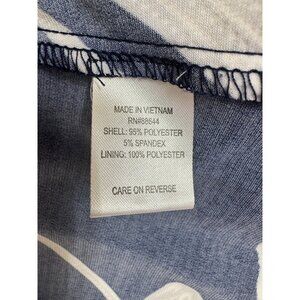 MADE IN VIETNAM
RN#88644
SHELL: 95% POLYESTER
5% SPANDEX
LINING: 100% POLYESTER
CARE ON REVERSE